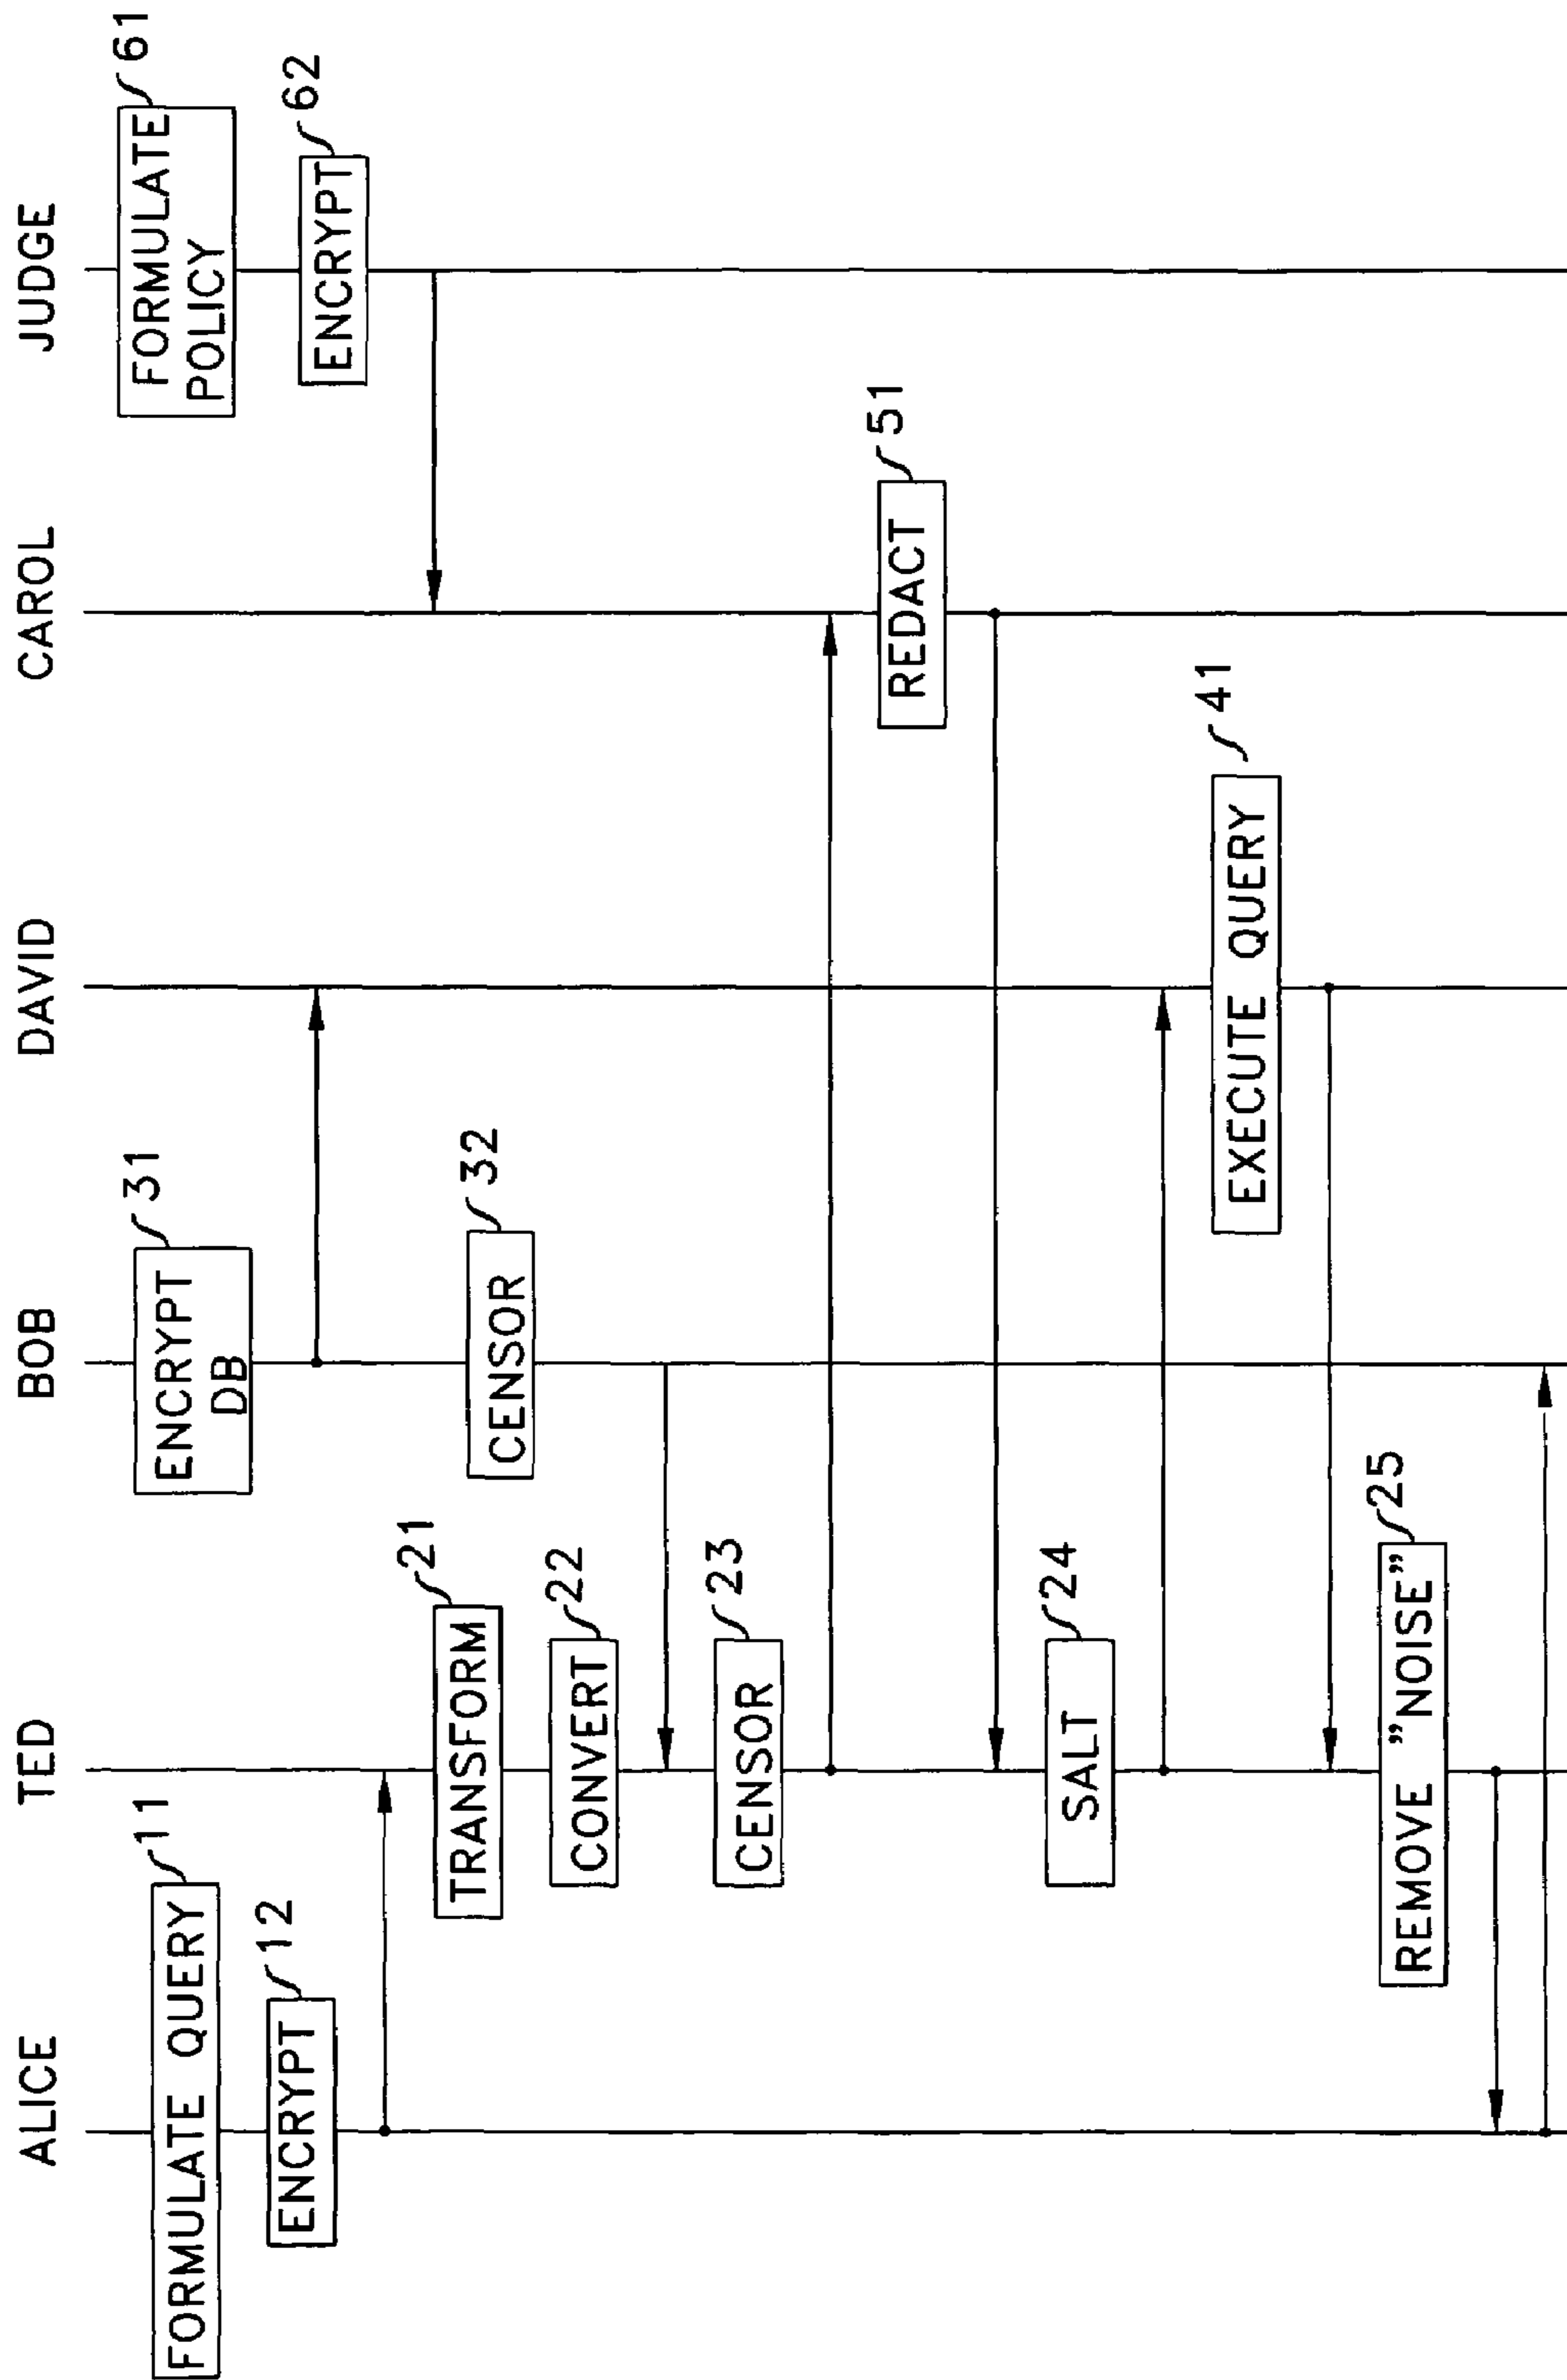 ALICE
TED
BOB
DAVID
CAROL
JUDGE
FORMULATE QUERY
11
ENCRYPT
12
TRANSFORM
21
CONVERT
22
CENSOR
23
SALT
24
REMOVE "NOISE"
25
ENCRYPT
DB
31
CENSOR
32
EXECUTE QUERY
41
REDACT
51
FORMULATE
POLICY
61
ENCRYPT
62